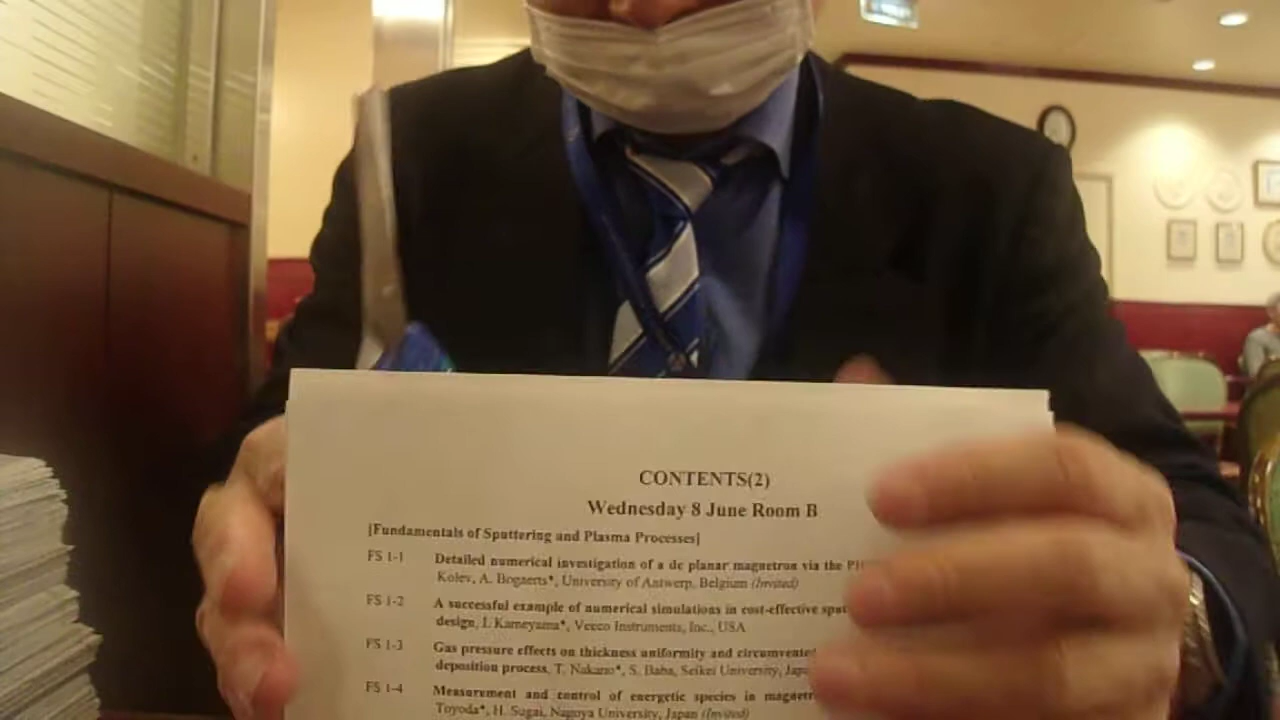 CONTENTS(2)
Wednesday 8 June Room B
[Fundamentals of Sputtering and Plasma Processes]
FS 1-1 Detailed numerical investigation of a dc planar magnetron via the
Kolev, A. Bogaerts*, University of Antwerp, Belgium (Invited)
FS 1-2 A successful example of numerical simulations in cost-effective
design, I. Kameyama*, Veeco Instruments, Inc., USA
FS 1-3 Gas pressure effects on thickness uniformity and
deposition process, T. Nakano*, S. Baba, Seikei University,
FS 1-4 Measurement and control of energetic species in
Toyoda*, H. Sugai, Nagoya University, Japan (Invited)